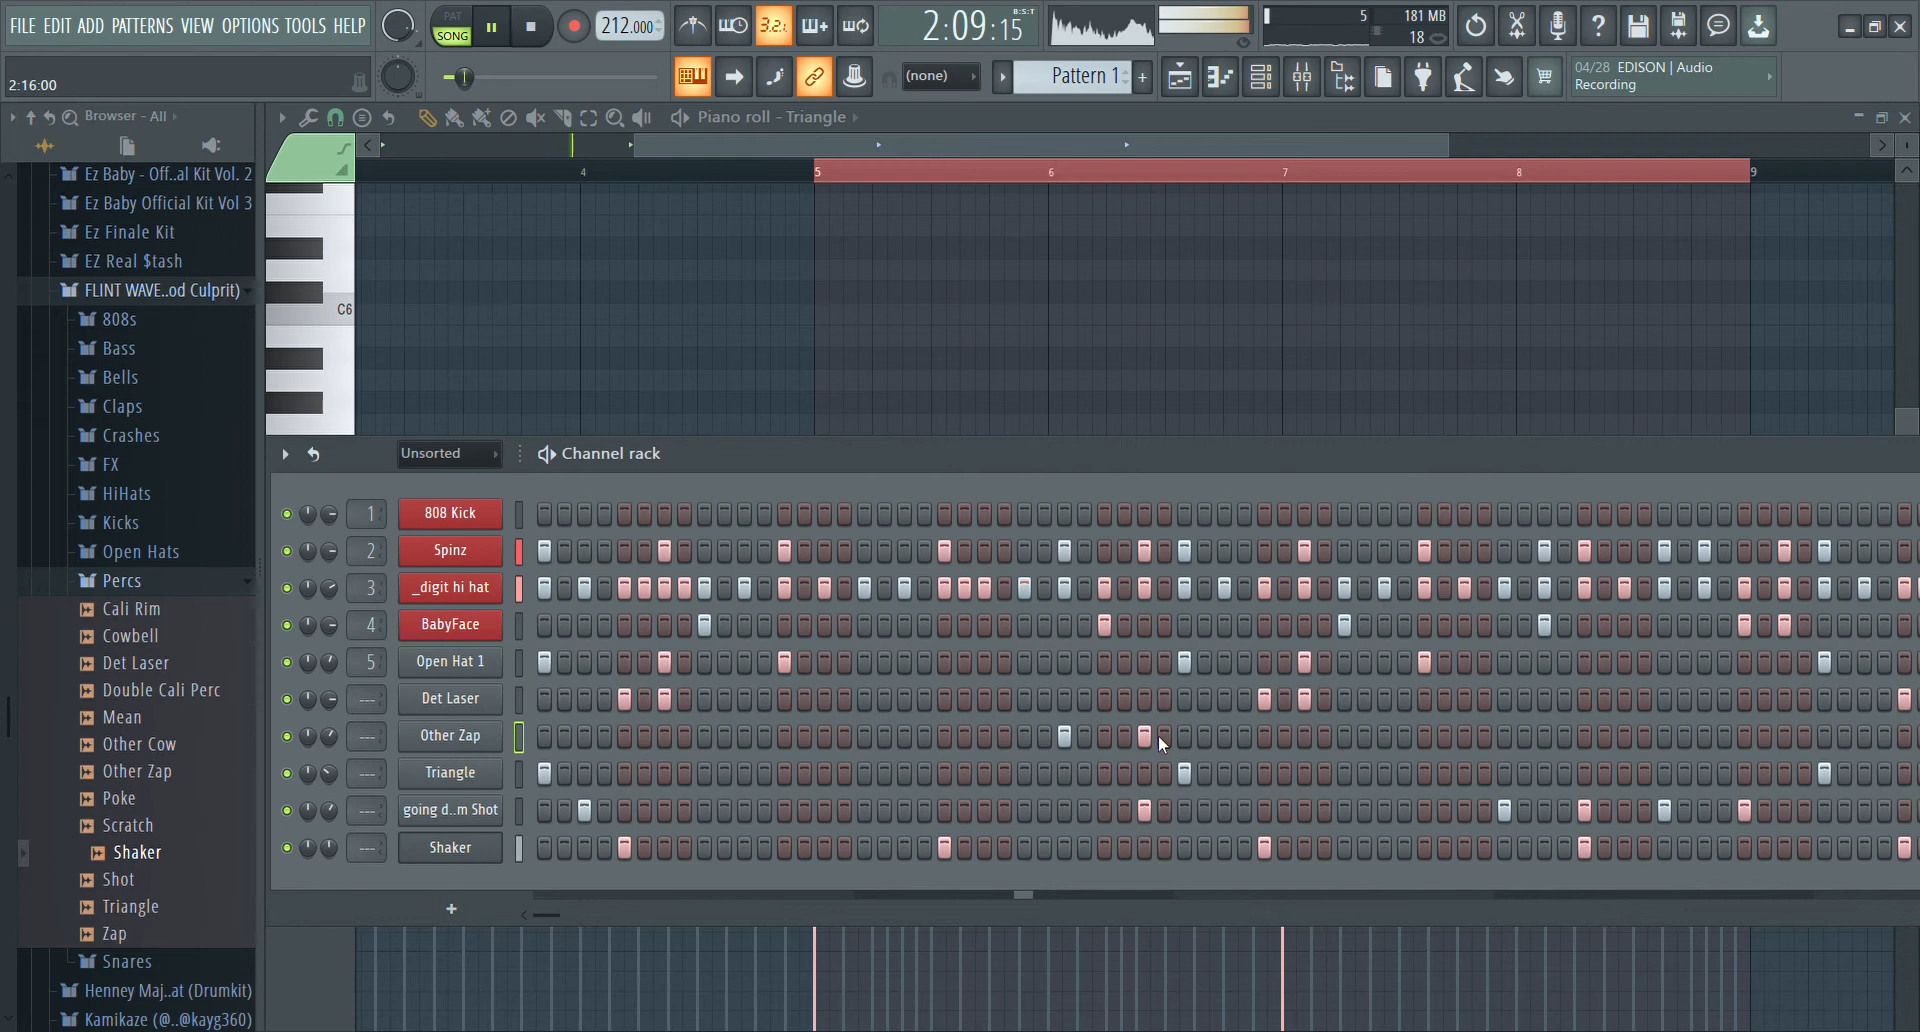 FILE EDIT ADD PATTERNS VIEW OPTIONS TOOLS HELP
PAT
SONG
212.000
3.2.
2:09:15
B:S:T
5
181 MB
18
2:16:00
(none)
Pattern 1
+
04/28 EDISON | Audio
Recording
Browser - All
Piano roll - Triangle
4 5 6 7 8 9
C6
Ez Baby - Off..al Kit Vol. 2
Ez Baby Official Kit Vol 3
Ez Finale Kit
EZ Real $tash
FLINT WAVE..od Culprit)
808s
Bass
Bells
Claps
Crashes
FX
HiHats
Kicks
Open Hats
Percs
Cali Rim
Cowbell
Det Laser
Double Cali Perc
Mean
Other Cow
Other Zap
Poke
Scratch
Shaker
Shot
Triangle
Zap
Snares
Henney Maj..at (Drumkit)
Kamikaze (@..@kayg360)
Unsorted
Channel rack
1 808 Kick
2 Spinz
3 _digit hi hat
4 BabyFace
5 Open Hat 1
--- Det Laser
--- Other Zap
--- Triangle
--- going d..m Shot
--- Shaker
+